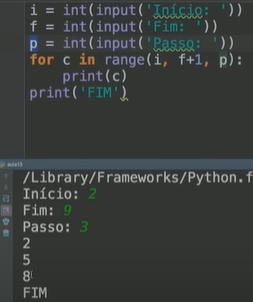 i = int(input('Início: '))
f = int(input('Fim: '))
p = int(input('Passo: '))
for c in range(i, f+1, p):
    print(c)
print('FIM')
aula13
/Library/Frameworks/Python.f
Início: 2
Fim: 9
Passo: 3
2
5
8
FIM